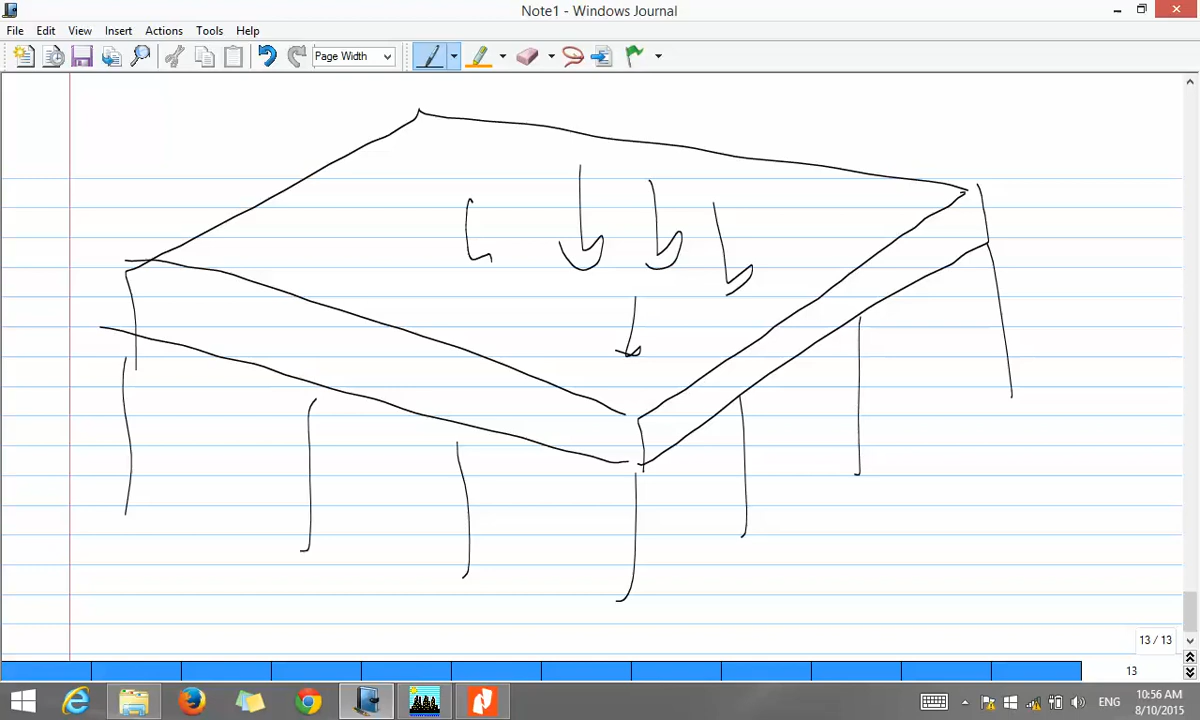 Note1 - Windows Journal
File Edit View Insert Actions Tools Help
Page Width
13 / 13
13
ENG
10:56 AM
8/10/2015